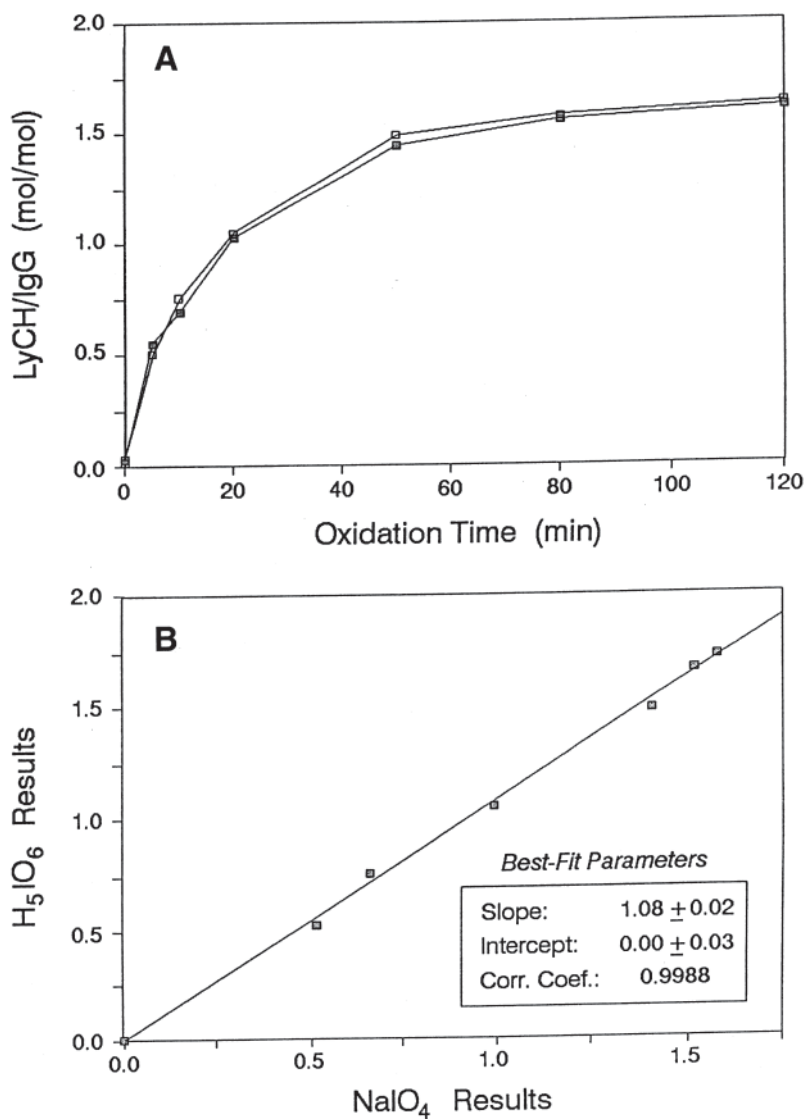 A
2.0
1.5
1.0
0.5
0.0
LyCH/IgG (mol/mol)
0 20 40 60 80 100 120
Oxidation Time (min)
B
2.0
1.5
1.0
0.5
0.0
H₅IO₆ Results
Best-Fit Parameters
Slope: 1.08 ± 0.02
Intercept: 0.00 ± 0.03
Corr. Coef.: 0.9988
0.0 0.5 1.0 1.5
NaIO₄ Results